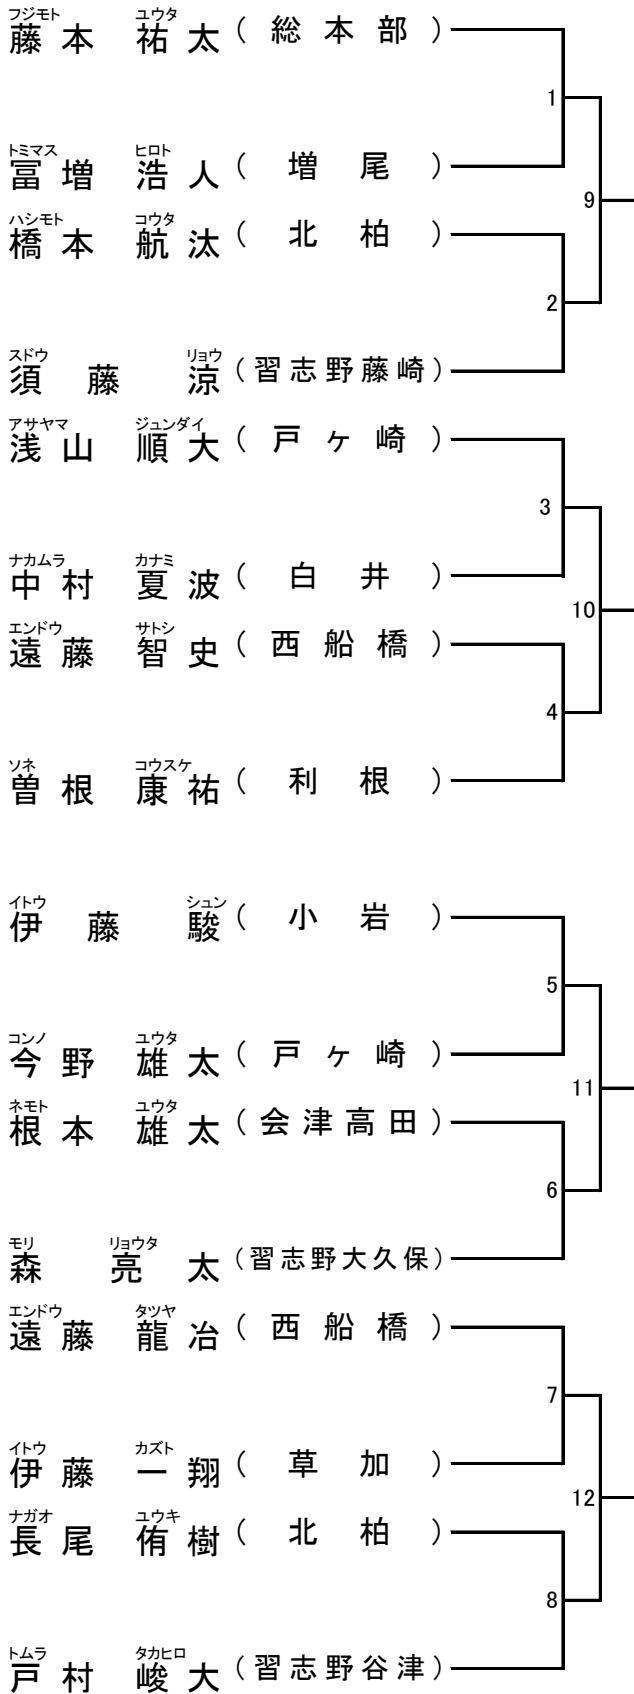 フジモト ユウタ
藤本 祐太 (総本部)
1
トミマス ヒロト
冨増 浩人 (増尾)
9
ハシモト コウタ
橋本 航汰 (北柏)
2
スドウ リョウ
須藤 涼 (習志野藤崎)
アサヤマ ジュンダイ
浅山 順大 (戸ヶ崎)
3
ナカムラ カナミ
中村 夏波 (白井)
10
エンドウ サトシ
遠藤 智史 (西船橋)
4
ソネ コウスケ
曽根 康祐 (利根)
イトウ シュン
伊藤 駿 (小岩)
5
コンノ ユウタ
今野 雄太 (戸ヶ崎)
11
ネモト ユウタ
根本 雄太 (会津高田)
6
モリ リョウタ
森 亮太 (習志野大久保)
エンドウ タツヤ
遠藤 龍冶 (西船橋)
7
イトウ カズト
伊藤 一翔 (草加)
12
ナガオ ユウキ
長尾 侑樹 (北柏)
8
トムラ タカヒロ
戸村 峻大 (習志野谷津)